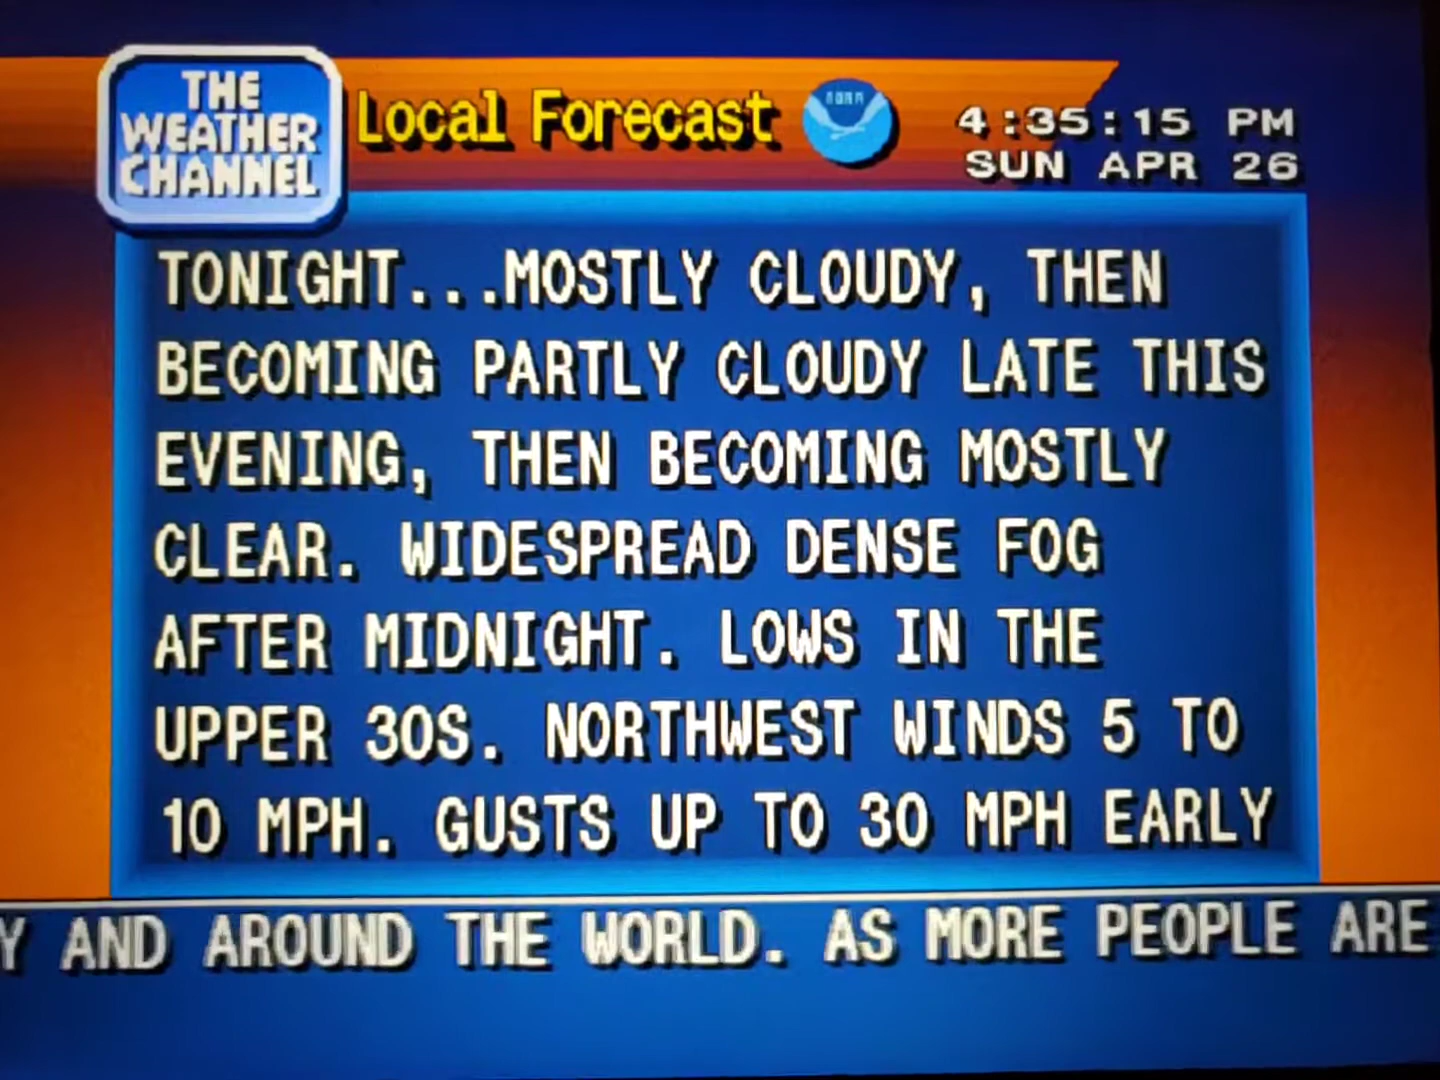 THE
WEATHER
CHANNEL
Local Forecast
NOAA
4:35:15 PM
SUN APR 26
TONIGHT...MOSTLY CLOUDY, THEN
BECOMING PARTLY CLOUDY LATE THIS
EVENING, THEN BECOMING MOSTLY
CLEAR. WIDESPREAD DENSE FOG
AFTER MIDNIGHT. LOWS IN THE
UPPER 30S. NORTHWEST WINDS 5 TO
10 MPH. GUSTS UP TO 30 MPH EARLY
Y AND AROUND THE WORLD. AS MORE PEOPLE ARE